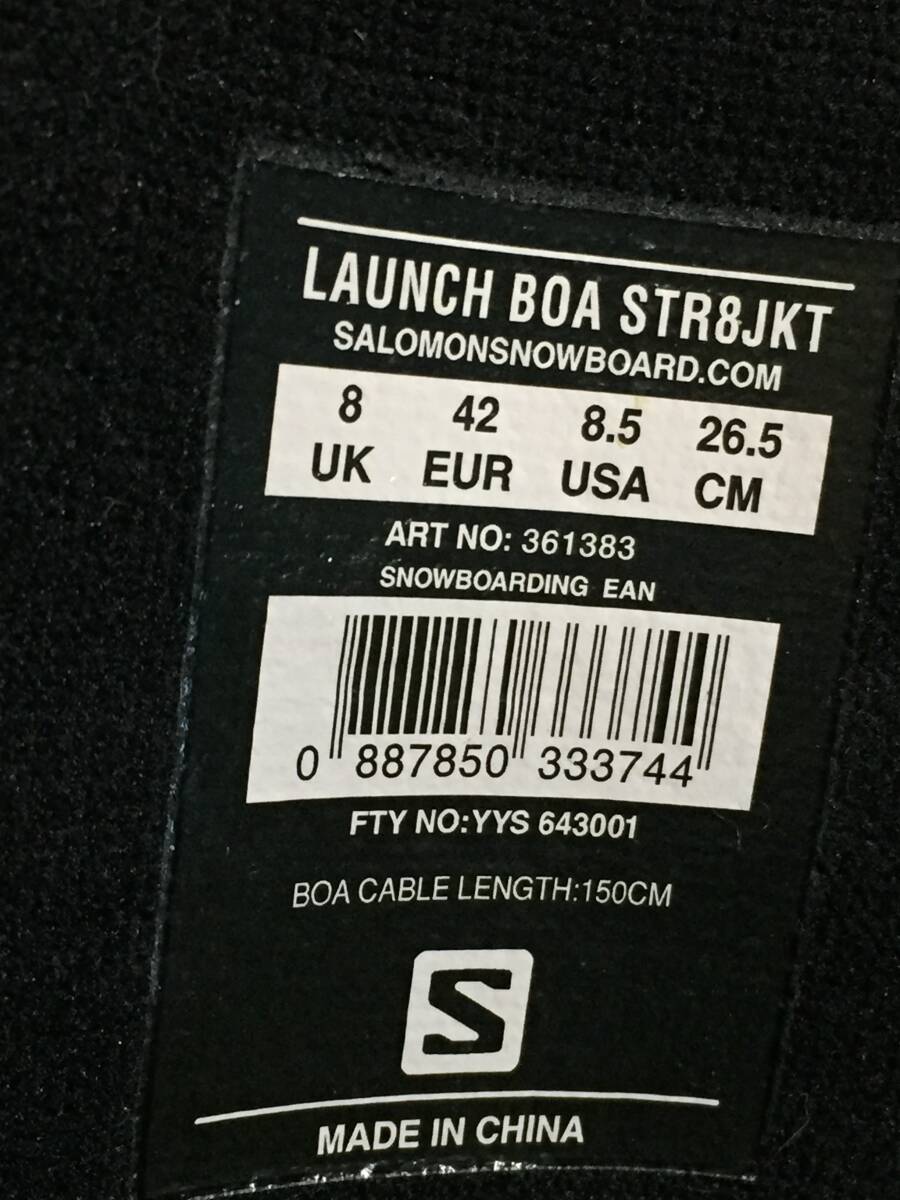 LAUNCH BOA STR8JKT
SALOMONSNOWBOARD.COM
8 42 8.5 26.5
UK EUR USA CM
ART NO: 361383
SNOWBOARDING EAN
0 887850 333744
FTY NO:YYS 643001
BOA CABLE LENGTH:150CM
S
MADE IN CHINA